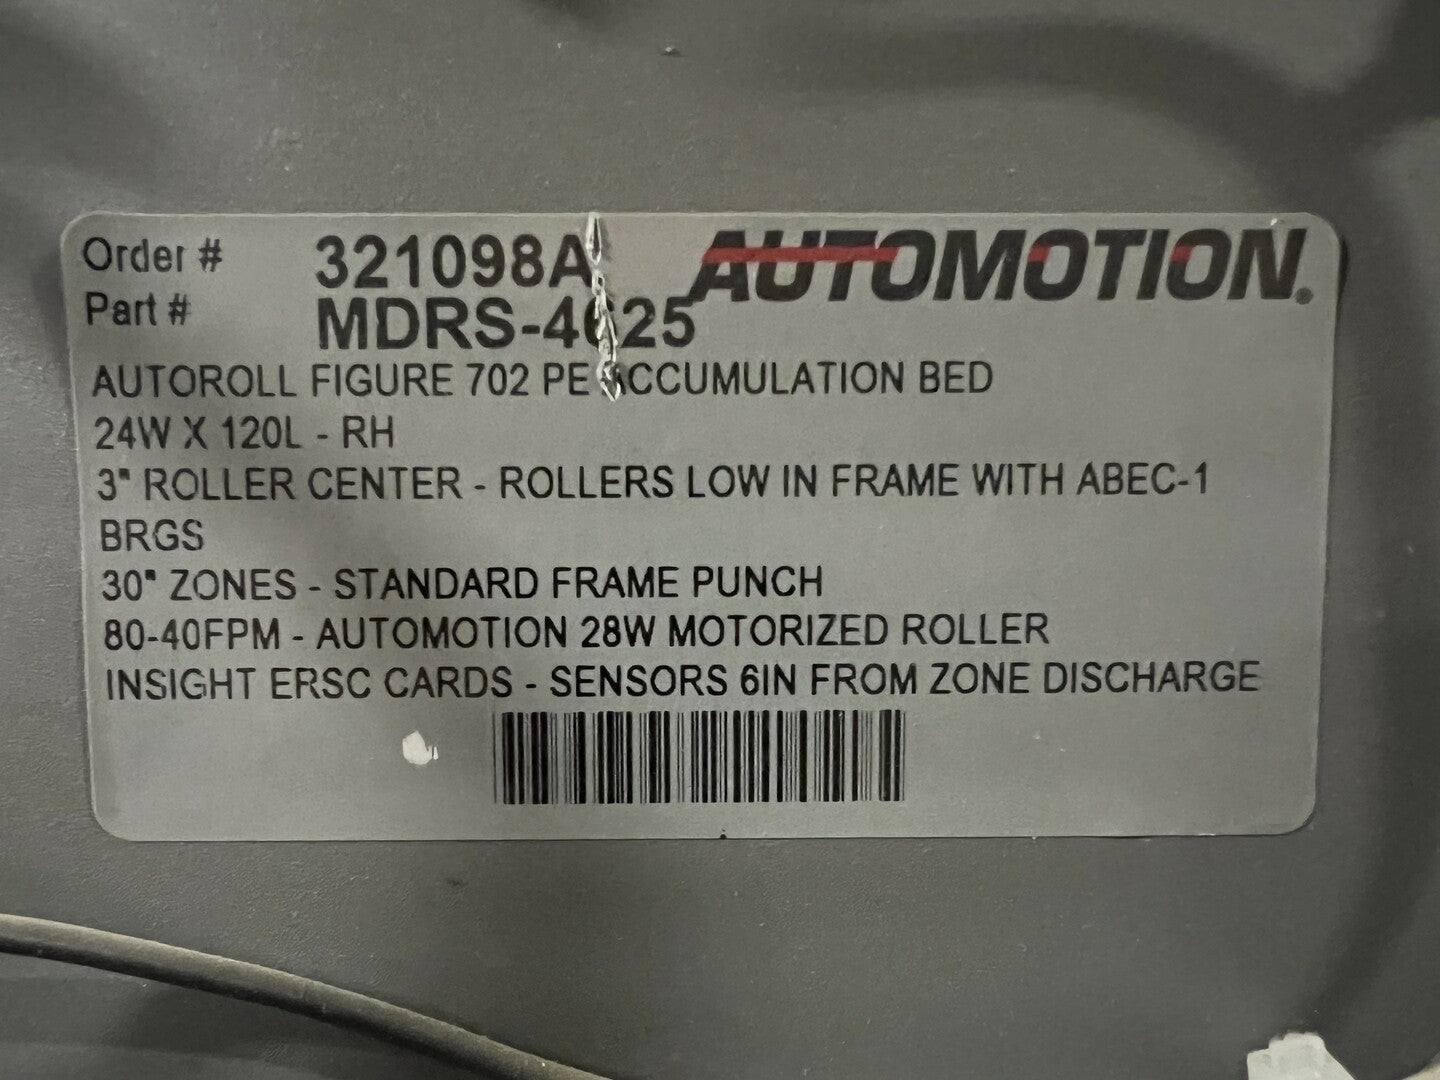 Order # 321098A AUTOMOTION®
Part # MDRS-4625
AUTOROLL FIGURE 702 PE ACCUMULATION BED
24W X 120L - RH
3" ROLLER CENTER - ROLLERS LOW IN FRAME WITH ABEC-1
BRGS
30" ZONES - STANDARD FRAME PUNCH
80-40FPM - AUTOMOTION 28W MOTORIZED ROLLER
INSIGHT ERSC CARDS - SENSORS 6IN FROM ZONE DISCHARGE